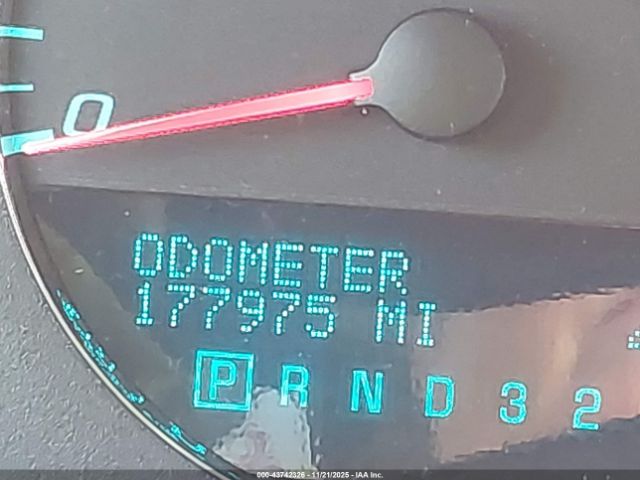 0
ODOMETER
177975 MI
P R N D 3 2
000-43742326 - 11/21/2025 - IAA Inc.